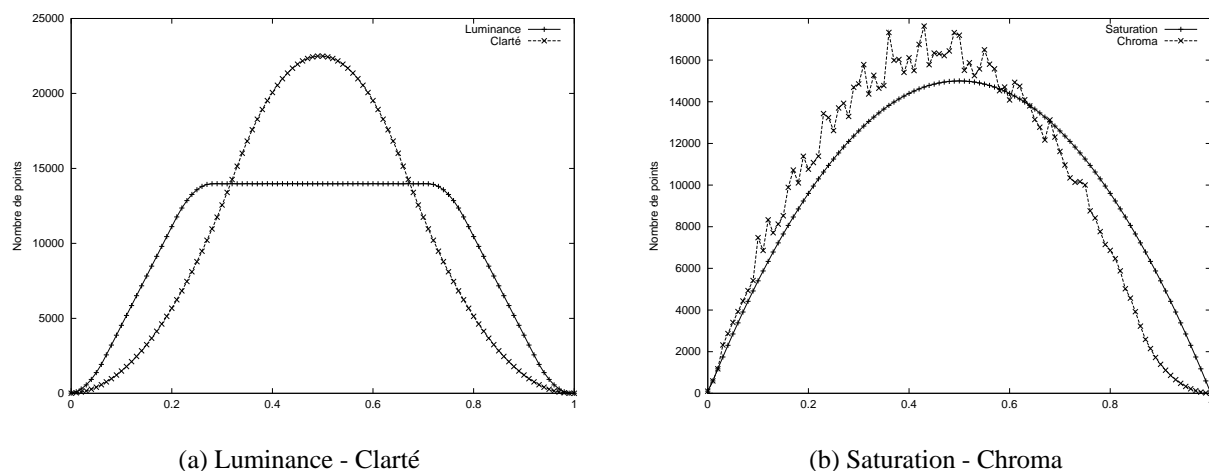 25000
20000
15000
10000
5000
0
Nombre de points
0 0.2 0.4 0.6 0.8 1
Luminance
Clarté
(a) Luminance - Clarté
18000
16000
14000
12000
10000
8000
6000
4000
2000
0
Nombre de points
0 0.2 0.4 0.6 0.8 1
Saturation
Chroma
(b) Saturation - Chroma